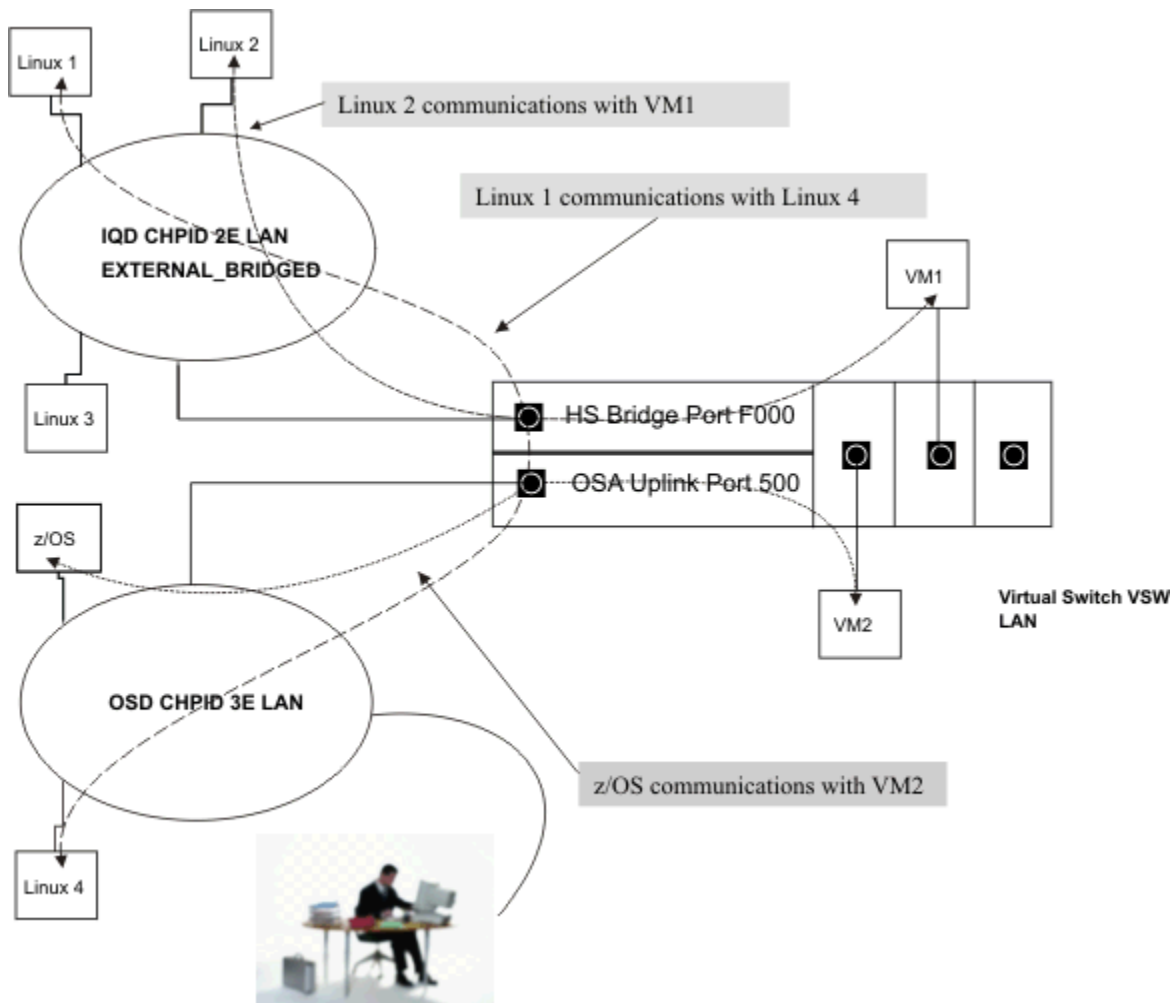 Linux 1
Linux 2
Linux 2 communications with VM1
Linux 1 communications with Linux 4
IQD CHPID 2E LAN
EXTERNAL_BRIDGED
VM1
Linux 3
HS Bridge Port F000
OSA Uplink Port 500
z/OS
Virtual Switch VSW
LAN
VM2
OSD CHPID 3E LAN
z/OS communications with VM2
Linux 4